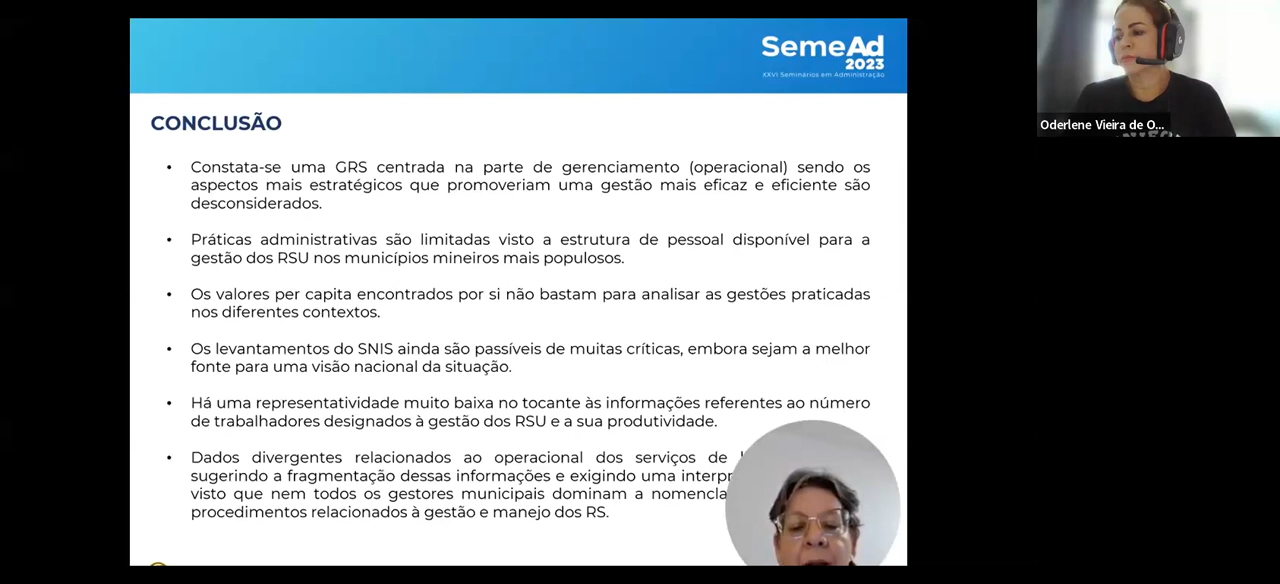 SemeAd
2023
XXVI Seminários em Administração
CONCLUSÃO
• Constata-se uma GRS centrada na parte de gerenciamento (operacional) sendo os
aspectos mais estratégicos que promoveriam uma gestão mais eficaz e eficiente são
desconsiderados.
• Práticas administrativas são limitadas visto a estrutura de pessoal disponível para a
gestão dos RSU nos municípios mineiros mais populosos.
• Os valores per capita encontrados por si não bastam para analisar as gestões praticadas
nos diferentes contextos.
• Os levantamentos do SNIS ainda são passíveis de muitas críticas, embora sejam a melhor
fonte para uma visão nacional da situação.
• Há uma representatividade muito baixa no tocante às informações referentes ao número
de trabalhadores designados à gestão dos RSU e a sua produtividade.
• Dados divergentes relacionados ao operacional dos serviços de
sugerindo a fragmentação dessas informações e exigindo uma interpr
visto que nem todos os gestores municipais dominam a nomencla
procedimentos relacionados à gestão e manejo dos RS.
Oderlene Vieira de O...